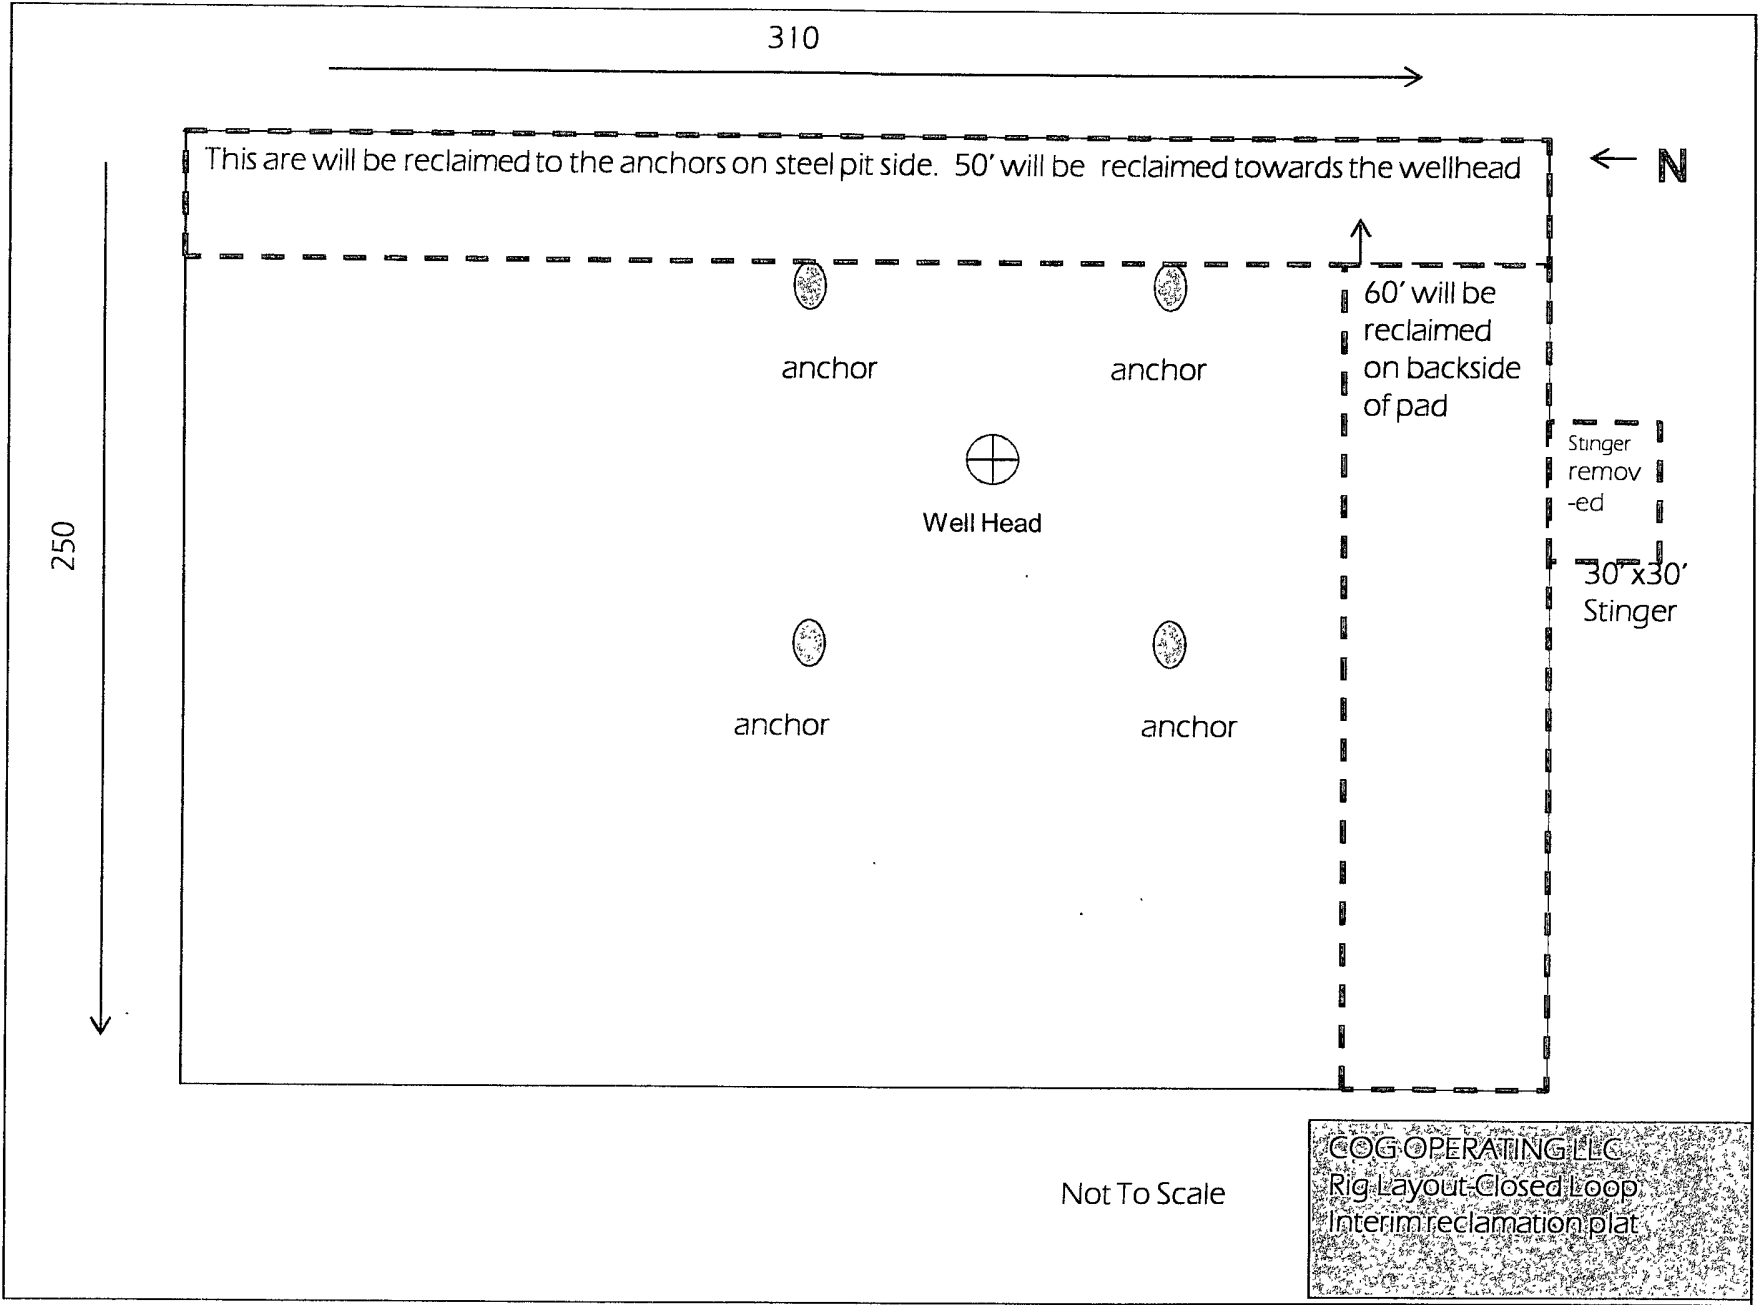 310
This are will be reclaimed to the anchors on steel pit side. 50' will be reclaimed towards the wellhead
N
60' will be
reclaimed
on backside
of pad
anchor
anchor
Stinger
remov
-ed
Well Head
250
30'x30'
Stinger
anchor
anchor
Not To Scale
COG OPERATING LLC
Rig Layout-Closed Loop
Interim reclamation plat